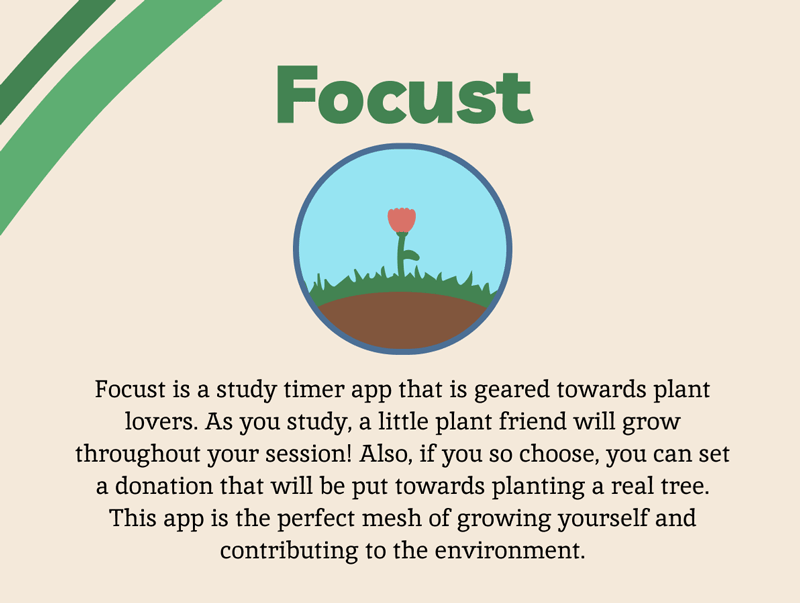 Focust
Focust is a study timer app that is geared towards plant
lovers. As you study, a little plant friend will grow
throughout your session! Also, if you so choose, you can set
a donation that will be put towards planting a real tree.
This app is the perfect mesh of growing yourself and
contributing to the environment.